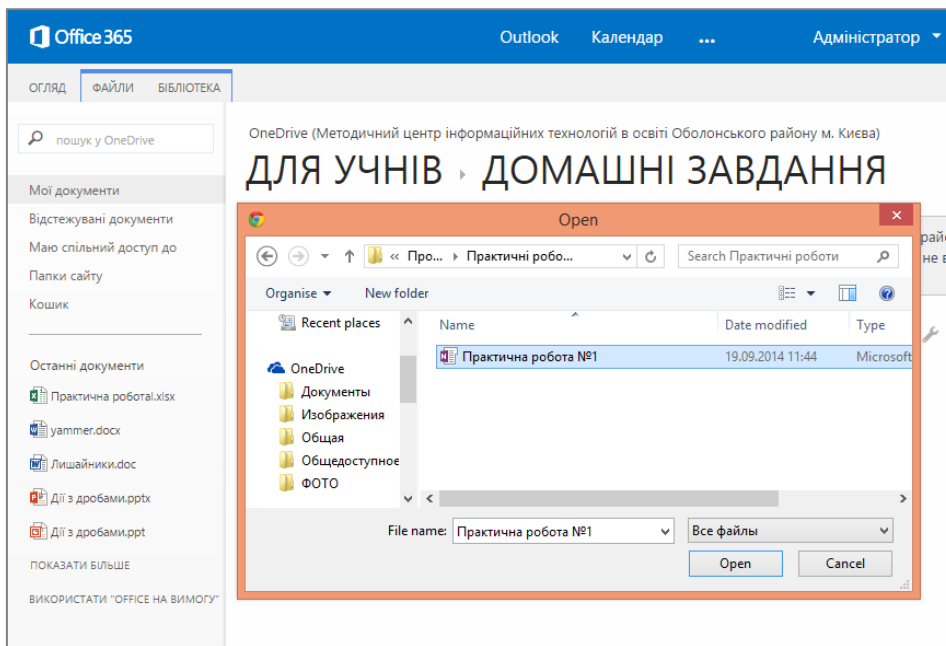 Office 365 Outlook Календар ... Адміністратор
ОГЛЯД ФАЙЛИ БІБЛІОТЕКА
пошук у OneDrive
Мої документи
Відстежувані документи
Маю спільний доступ до
Папки сайту
Кошик
Останні документи
Практична роботаІ.xlsx
yammer.docx
Лишайники.doc
Дії з дробами.pptx
Дії з дробами.ppt
ПОКАЗАТИ БІЛЬШЕ
ВИКОРИСТАТИ "OFFICE НА ВИМОГУ"
OneDrive (Методичний центр інформаційних технологій в освіті Оболонського району м. Києва)
ДЛЯ УЧНІВ ▸ ДОМАШНІ ЗАВДАННЯ
Open
« Про... ▸ Практичні робо... Search Практичні роботи
Organise New folder
Recent places
OneDrive
Документы
Изображения
Общая
Общедоступное
ФОТО
Name Date modified Type
Практична робота №1 19.09.2014 11:44 Microsoft
File name: Практична робота №1 Все файлы
Open Cancel